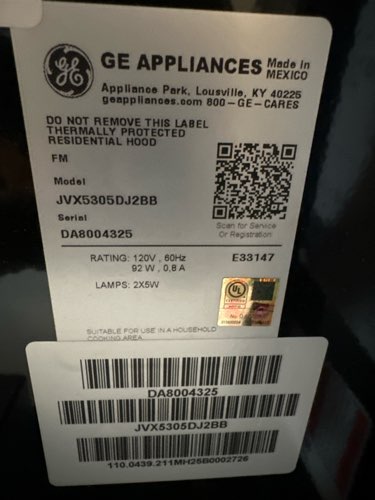 GE APPLIANCES Made in
MEXICO
Appliance Park, Lousville, KY 40225
geappliances.com 800-GE-CARES
DO NOT REMOVE THIS LABEL
THERMALLY PROTECTED
RESIDENTIAL HOOD
FM
Model
JVX5305DJ2BB
Serial
DA8004325
Scan for Service
Or Registration
RATING: 120V , 60Hz
92 W , 0,8 A
E33147
LAMPS: 2X5W
UL
SUITABLE FOR USE IN A HOUSEHOLD
COOKING AREA
DA8004325
JVX5305DJ2BB
110.0439.211MH25B0002726